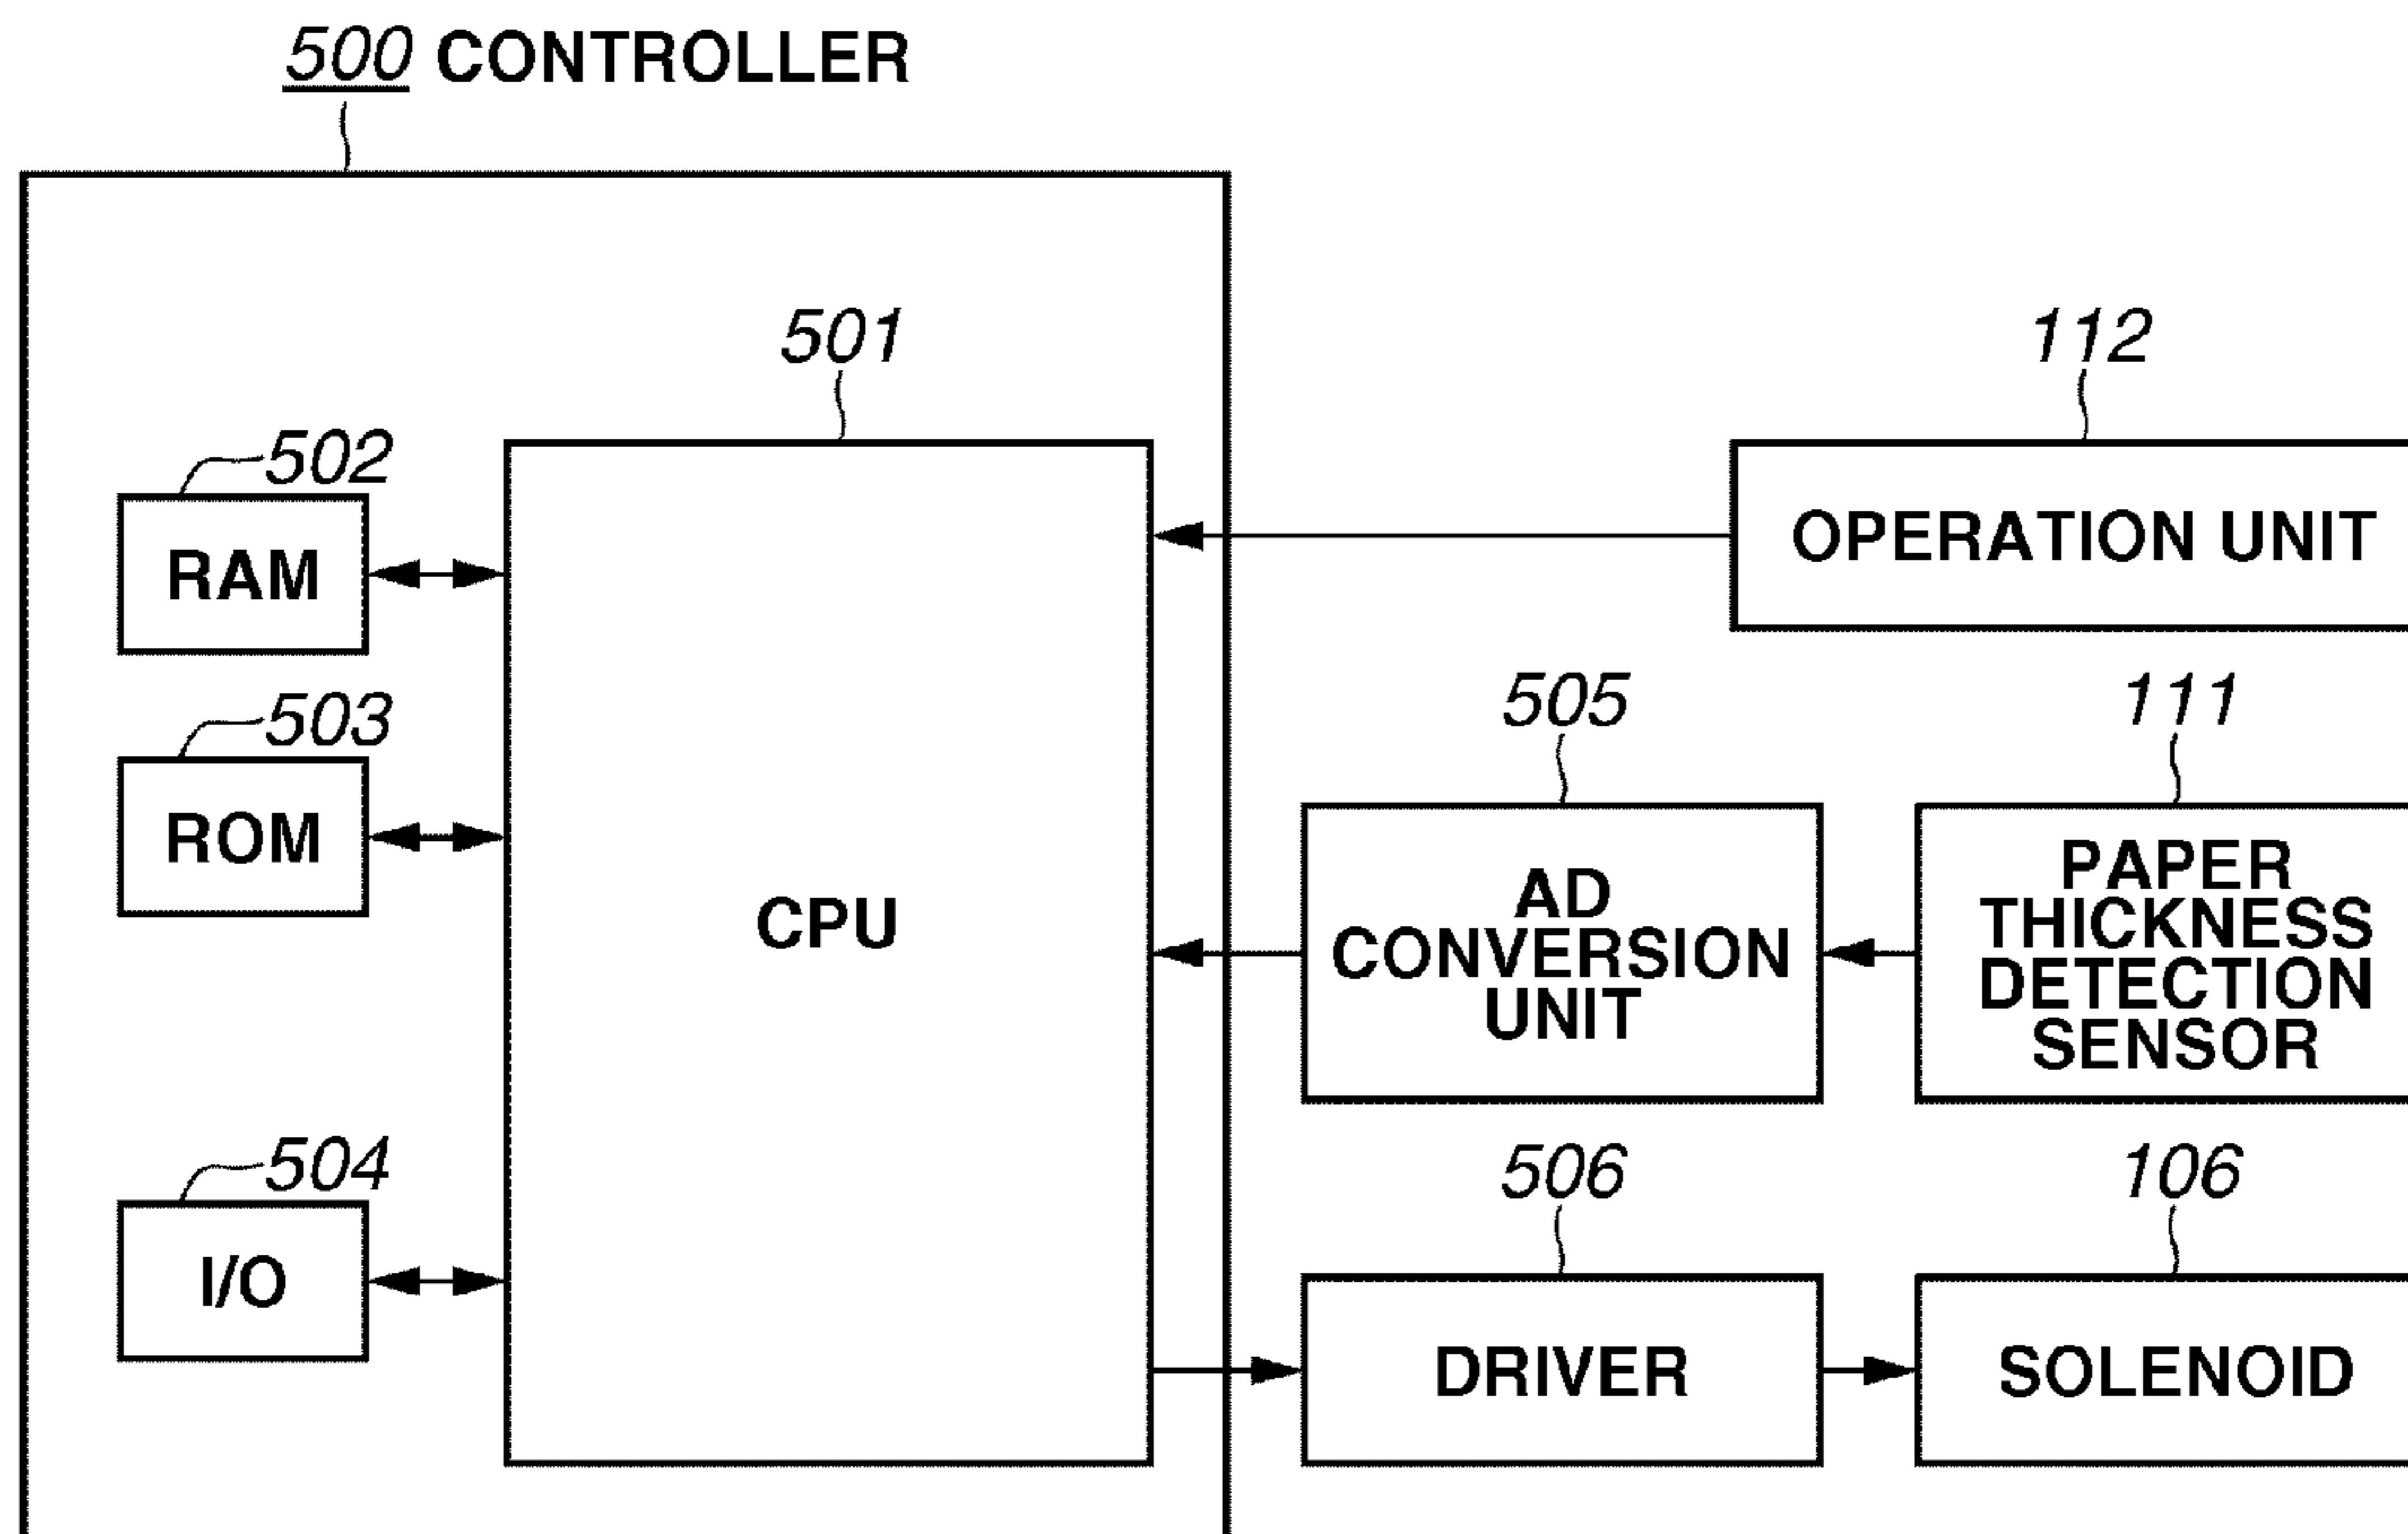 500 CONTROLLER
501
112
502
RAM
OPERATION UNIT
503
ROM
CPU
505
AD
CONVERSION
UNIT
111
PAPER
THICKNESS
DETECTION
SENSOR
504
I/O
506
DRIVER
106
SOLENOID